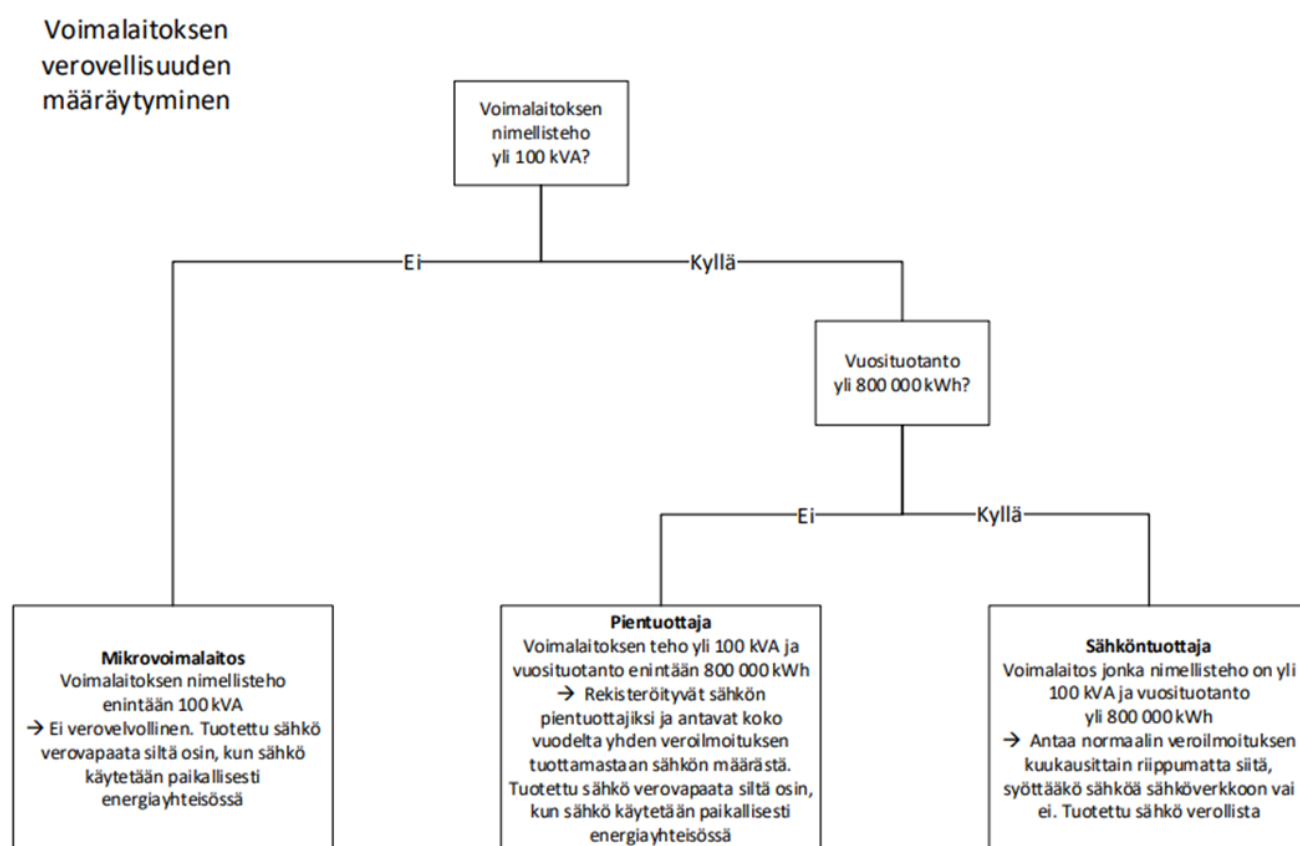 Voimalaitoksen
verovellisuuden
määräytyminen
Voimalaitoksen
nimellisteho
yli 100 kVA?
Ei
Kyllä
Vuosituotanto
yli 800 000 kWh?
Ei
Kyllä
Mikrovoimalaitos
Voimalaitoksen nimellisteho
enintään 100 kVA
→ Ei verovelvollinen. Tuotettu sähkö
verovapaata siltä osin, kun sähkö
käytetään paikallisesti
energiayhteisössä
Pientuottaja
Voimalaitoksen teho yli 100 kVA ja
vuosituotanto enintään 800 000 kWh
→ Rekisteröityvät sähkön
pientuottajiksi ja antavat koko
vuodelta yhden veroilmoituksen
tuottamastaan sähkön määrästä.
Tuotettu sähkö verovapaata siltä osin,
kun sähkö käytetään paikallisesti
energiayhteisössä
Sähköntuottaja
Voimalaitos jonka nimellisteho on yli
100 kVA ja vuosituotanto
yli 800 000 kWh
→ Antaa normaalin veroilmoituksen
kuukausittain riippumatta siitä,
syöttääkö sähköä sähköverkkoon vai
ei. Tuotettu sähkö verollista